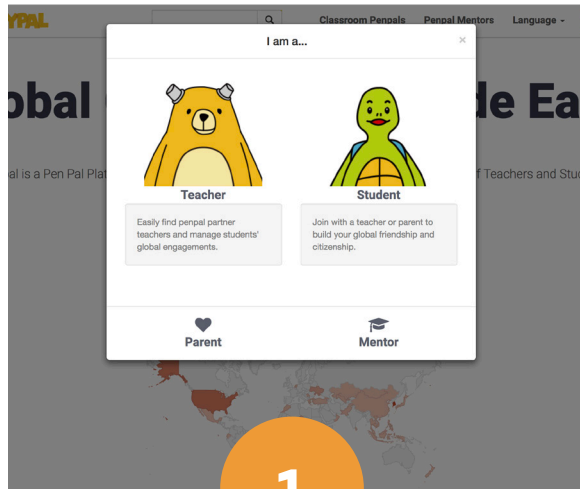 YPAL
Classroom Penpals
Penpal Mentors
Language
I am a...
×
obal
de Ea
al is a Pen Pal Plat
f Teachers and Stud
Teacher
Easily find penpal partner
teachers and manage students'
global engagements.
Student
Join with a teacher or parent to
build your global friendship and
citizenship.
Parent
Mentor
1